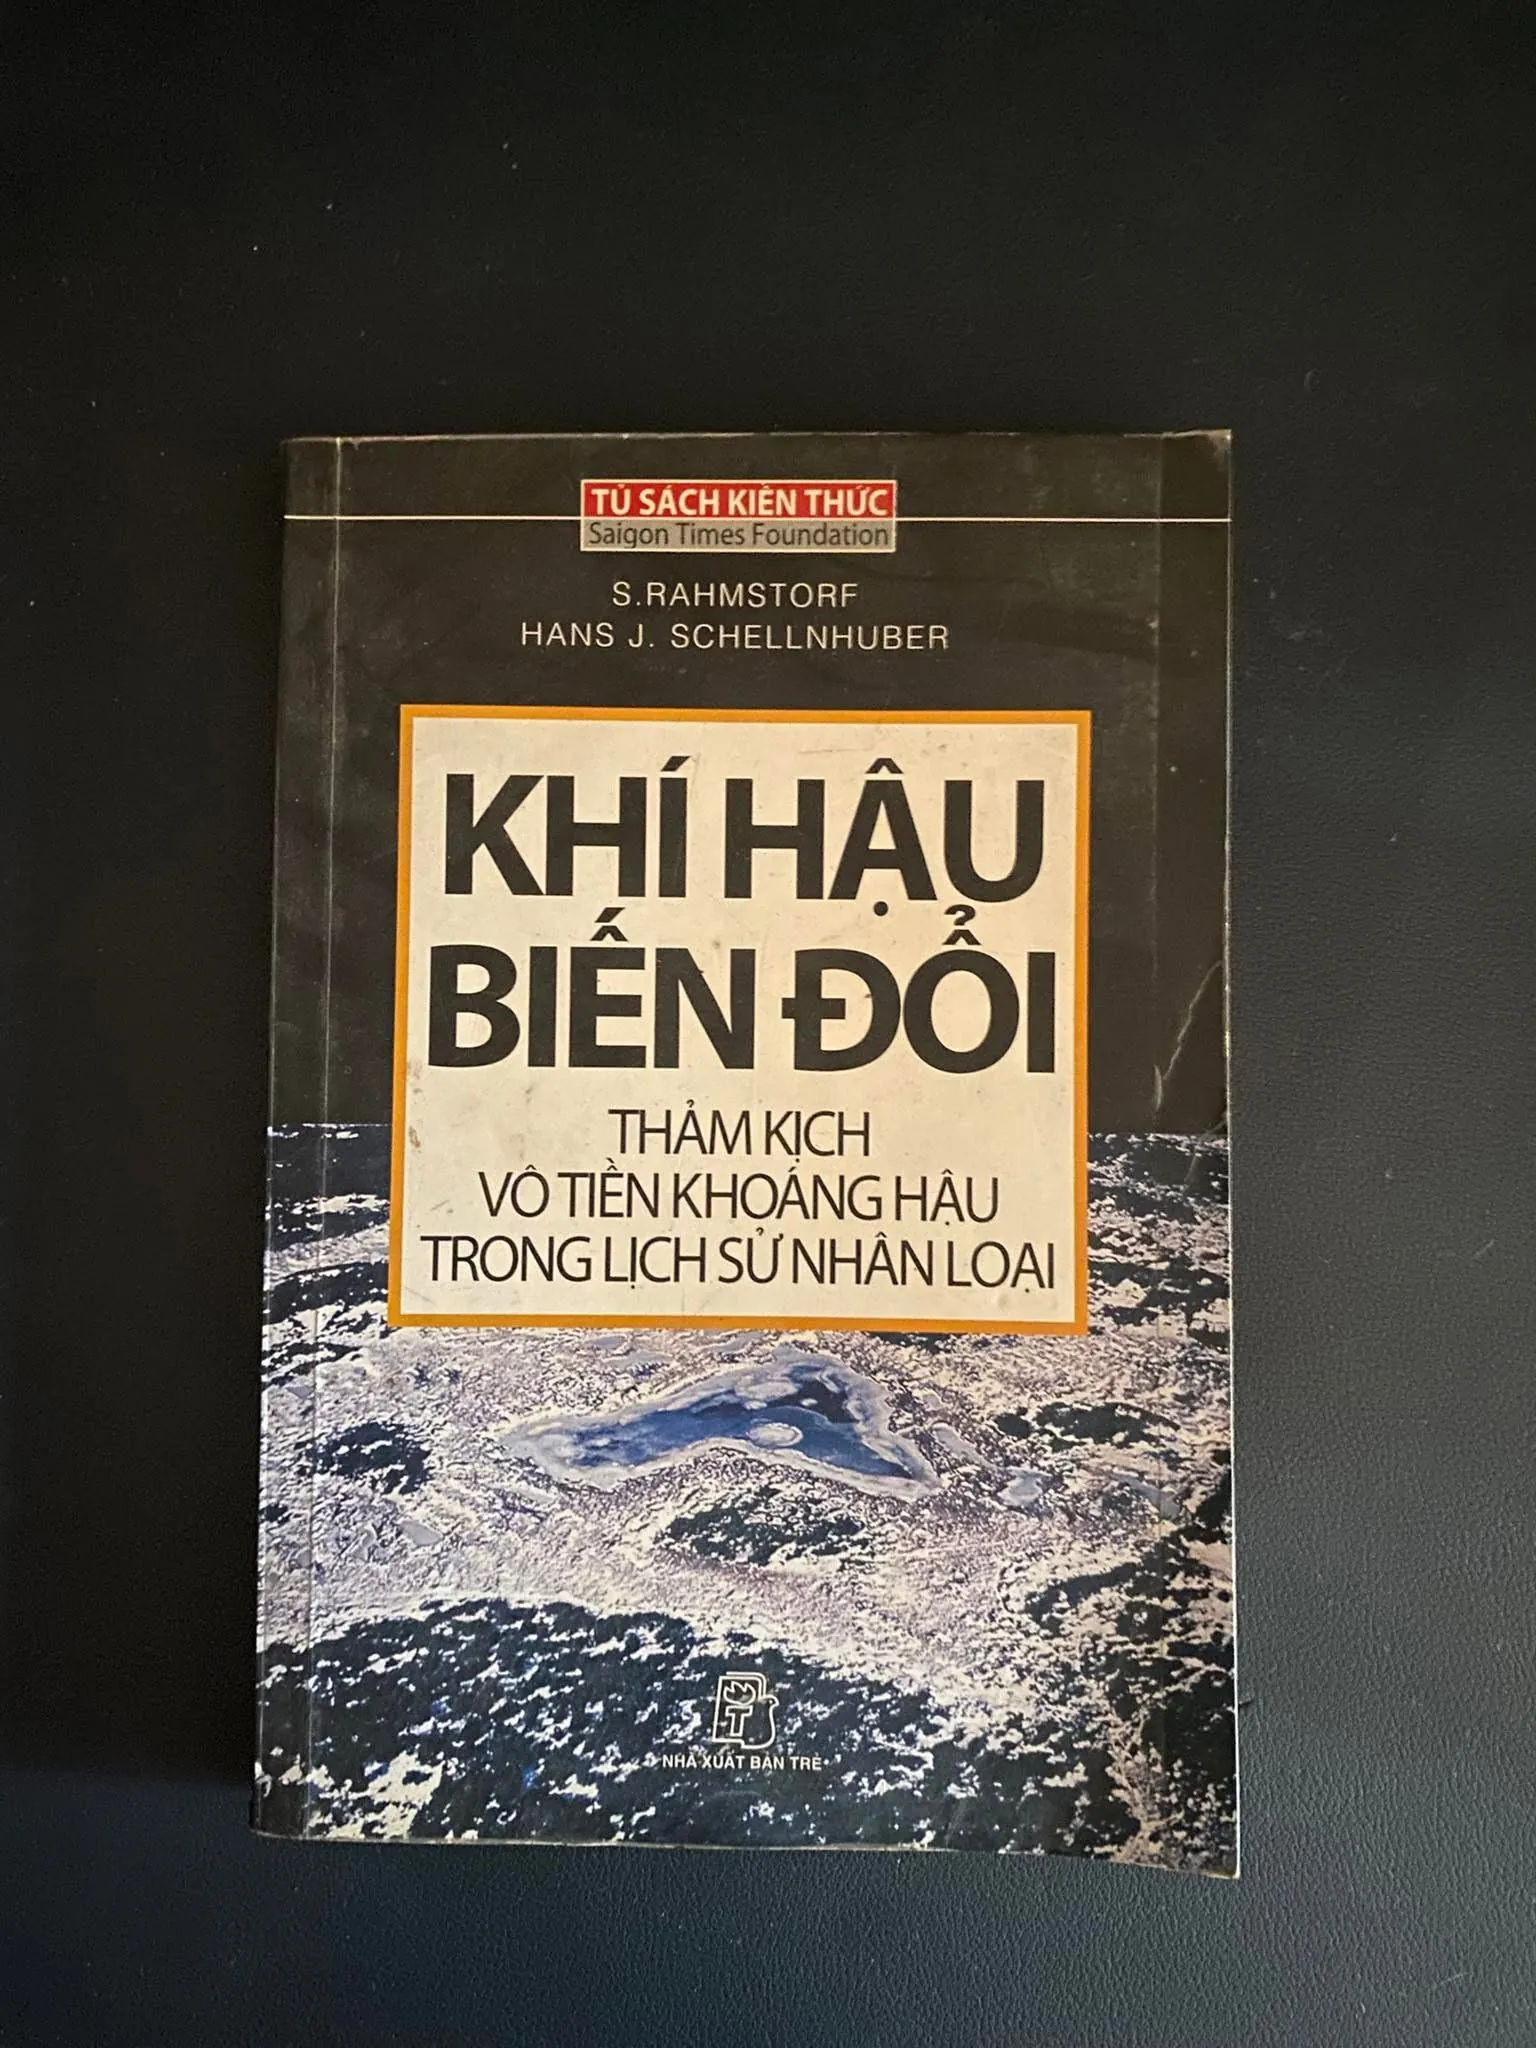 TỦ SÁCH KIẾN THỨC
Saigon Times Foundation
S.RAHMSTORF
HANS J. SCHELLNHUBER
KHÍ HẬU
BIẾN ĐỔI
THẢM KỊCH
VÔ TIỀN KHOÁNG HẬU
TRONG LỊCH SỬ NHÂN LOẠI
T
NHÀ XUẤT BẢN TRẺ